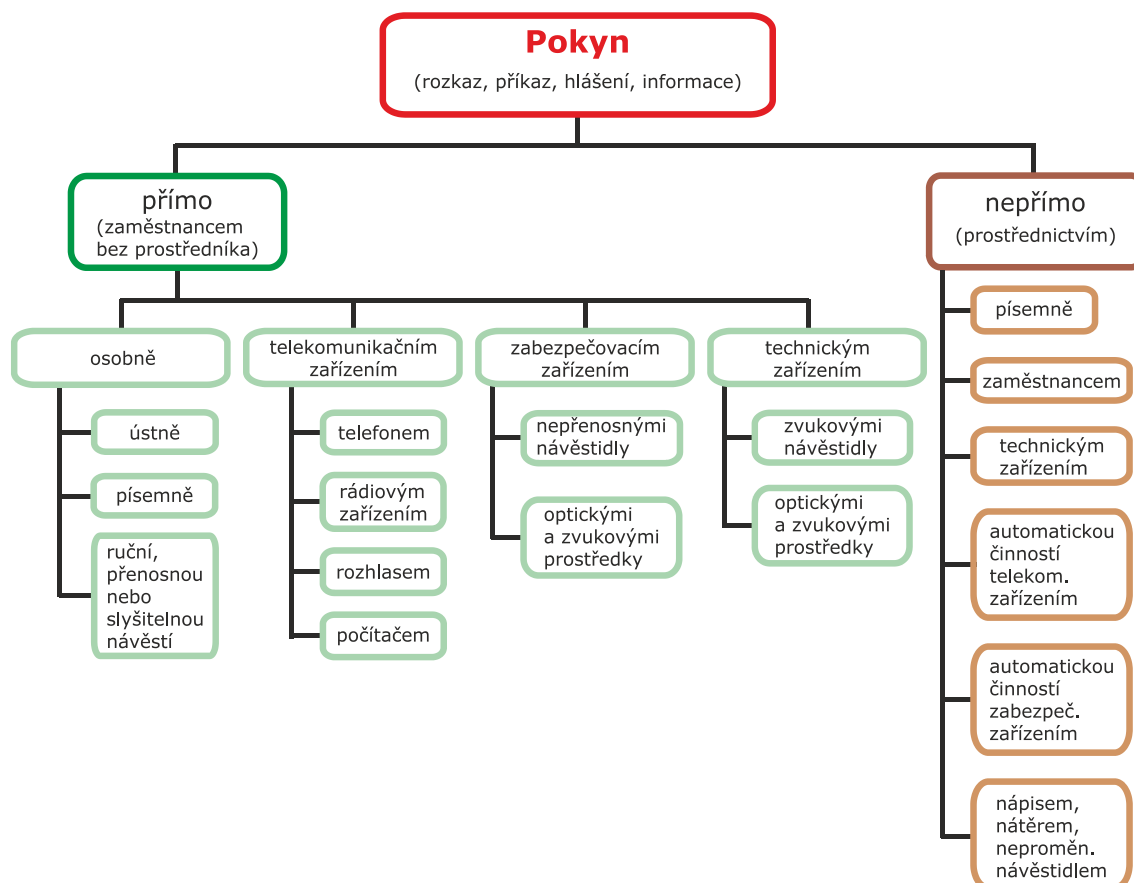 Pokyn
(rozkaz, příkaz, hlášení, informace)
přímo
(zaměstnancem
bez prostředníka)
nepřímo
(prostřednictvím)
osobně
telekomunikačním
zařízením
zabezpečovacím
zařízením
technickým
zařízením
ústně
písemně
ruční,
přenosnou
nebo
slyšitelnou
návěstí
telefonem
rádiovým
zařízením
rozhlasem
počítačem
nepřenosnými
návěstidly
optickými
a zvukovými
prostředky
zvukovými
návěstidly
optickými
a zvukovými
prostředky
písemně
zaměstnancem
technickým
zařízením
automatickou
činností
telekom.
zařízením
automatickou
činností
zabezpeč.
zařízením
nápisem,
nátěrem,
neproměn.
návěstidlem